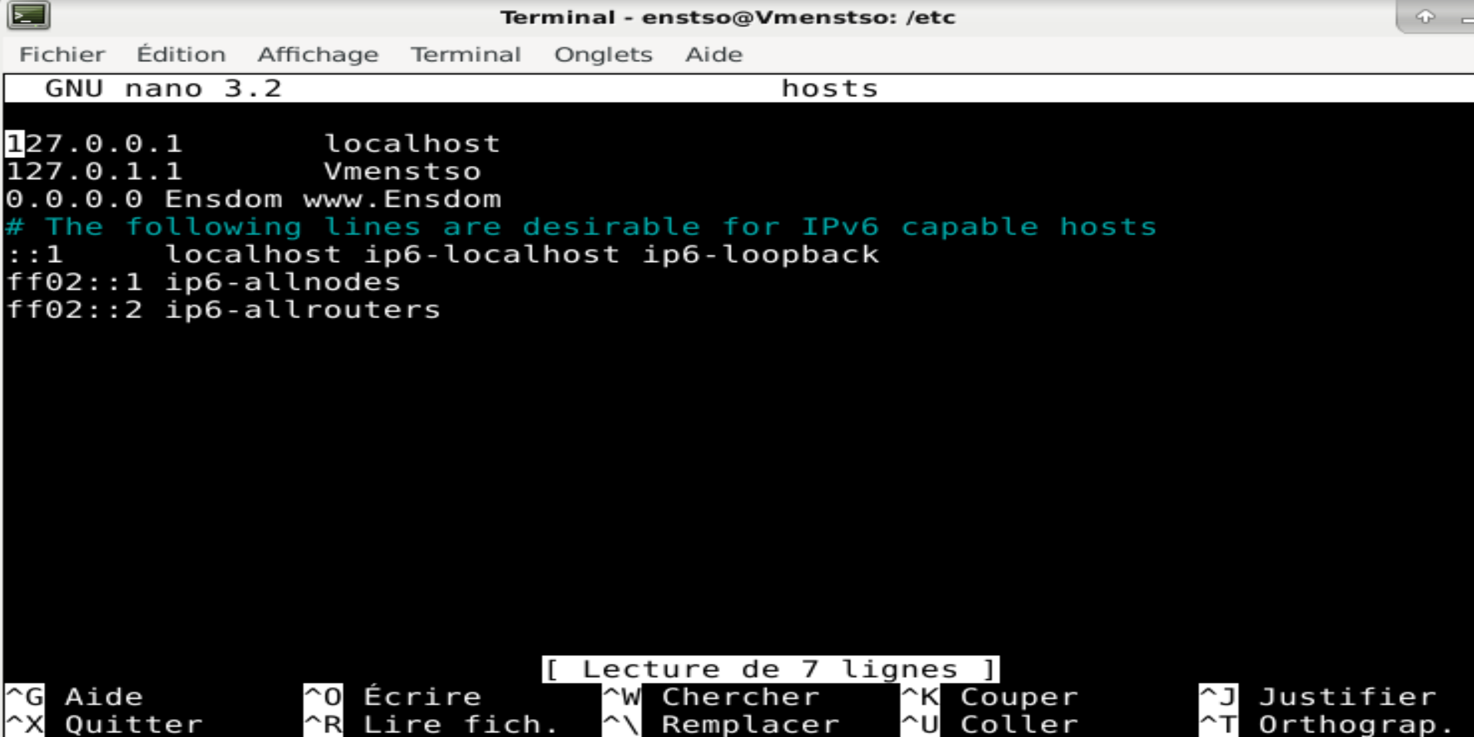 Terminal - enstso@Vmenstso: /etc
Fichier Édition Affichage Terminal Onglets Aide
GNU nano 3.2 hosts
127.0.0.1 localhost
127.0.1.1 Vmenstso
0.0.0.0 Ensdom www.Ensdom
# The following lines are desirable for IPv6 capable hosts
::1 localhost ip6-localhost ip6-loopback
ff02::1 ip6-allnodes
ff02::2 ip6-allrouters
[ Lecture de 7 lignes ]
^G Aide ^O Écrire ^W Chercher ^K Couper ^J Justifier
^X Quitter ^R Lire fich. ^\ Remplacer ^U Coller ^T Orthograp.